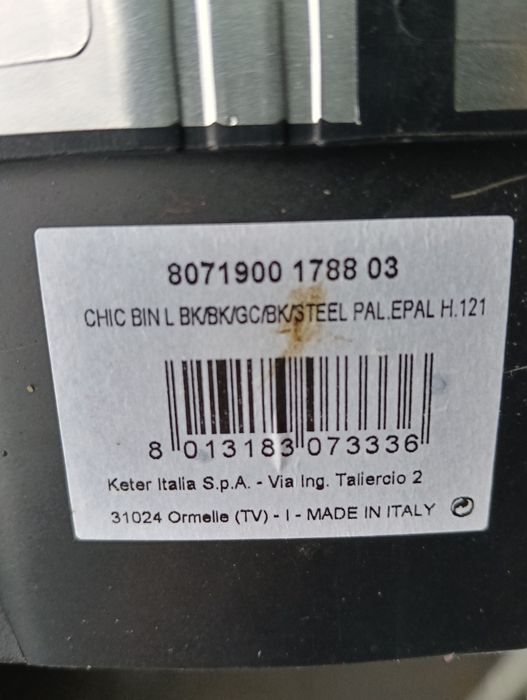 8071900 1788 03
CHIC BIN L BK/BK/GC/BK/STEEL PAL.EPAL H.121
8 013183 073336
Keter Italia S.p.A. - Via Ing. Taliercio 2
31024 Ormelle (TV) - I - MADE IN ITALY